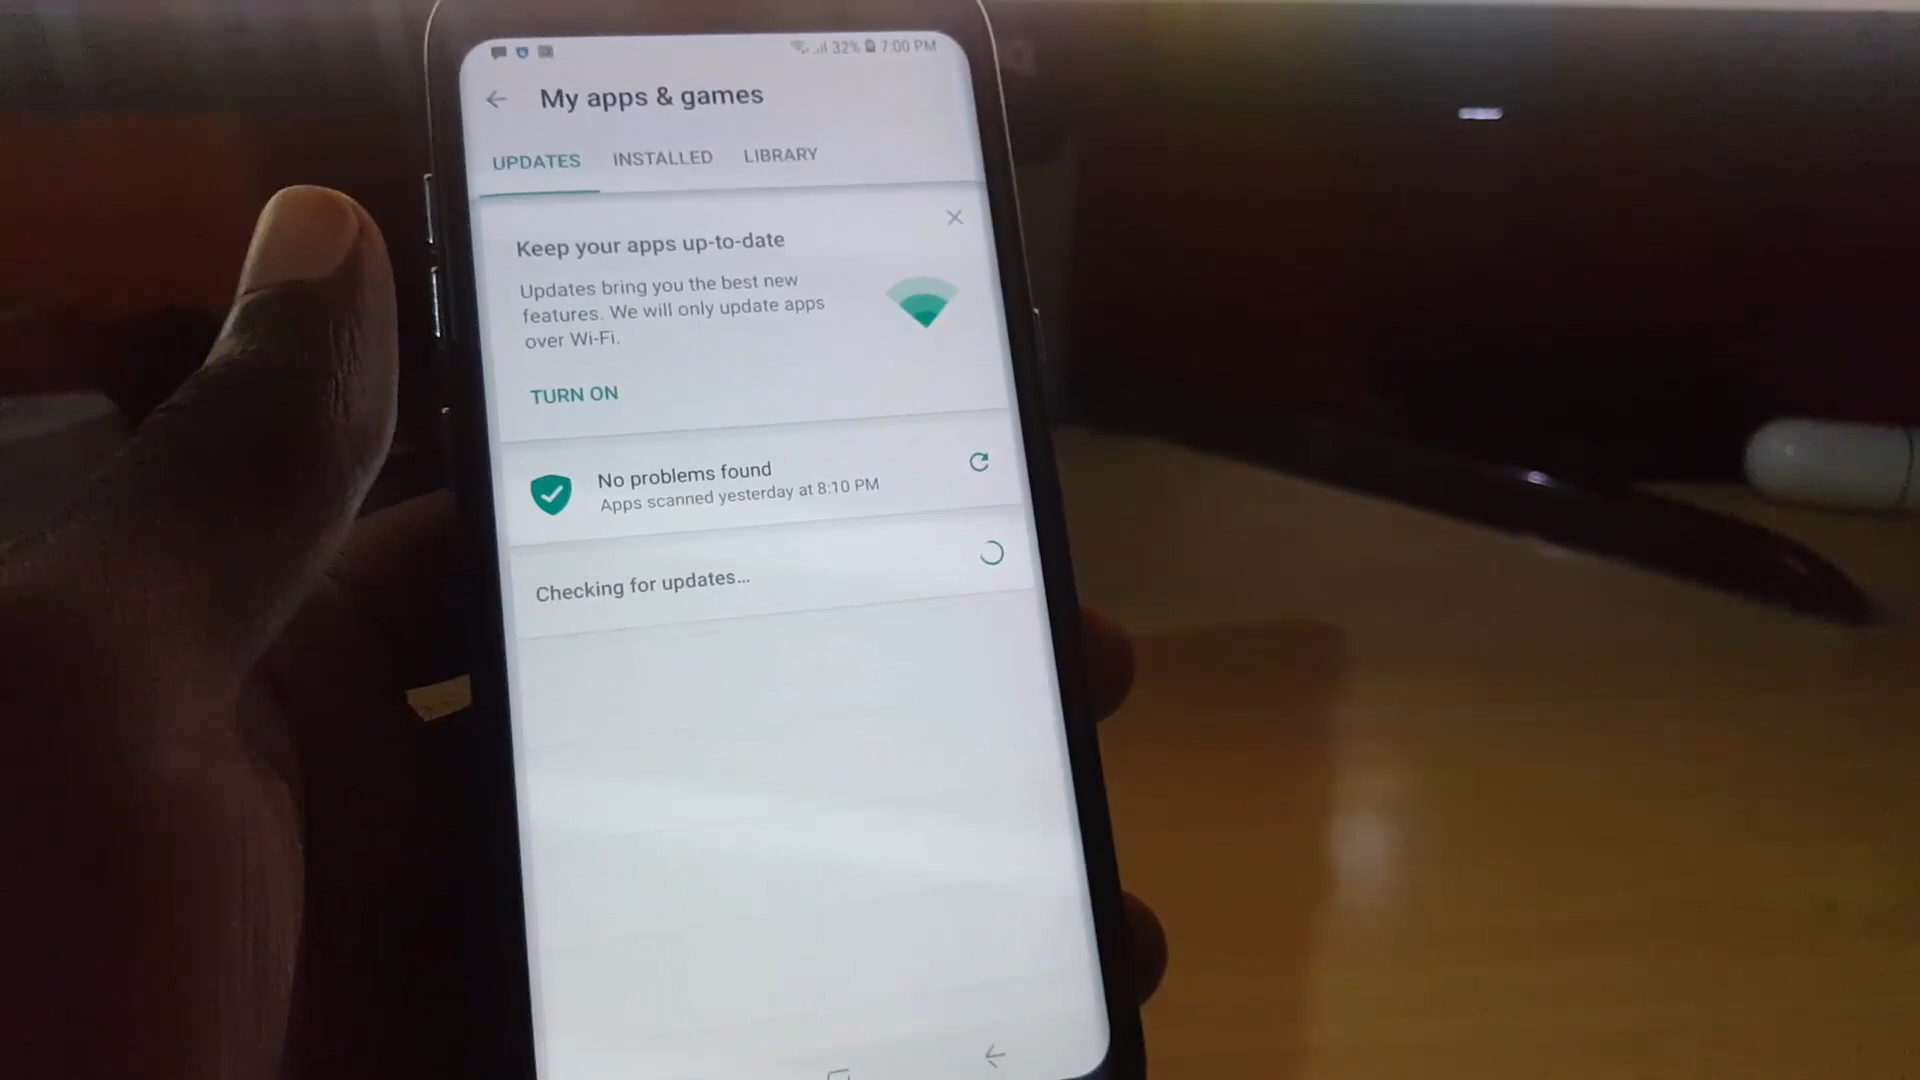 32% 7:00 PM
My apps & games
UPDATES INSTALLED LIBRARY
Keep your apps up-to-date
Updates bring you the best new
features. We will only update apps
over Wi-Fi.
TURN ON
No problems found
Apps scanned yesterday at 8:10 PM
Checking for updates...